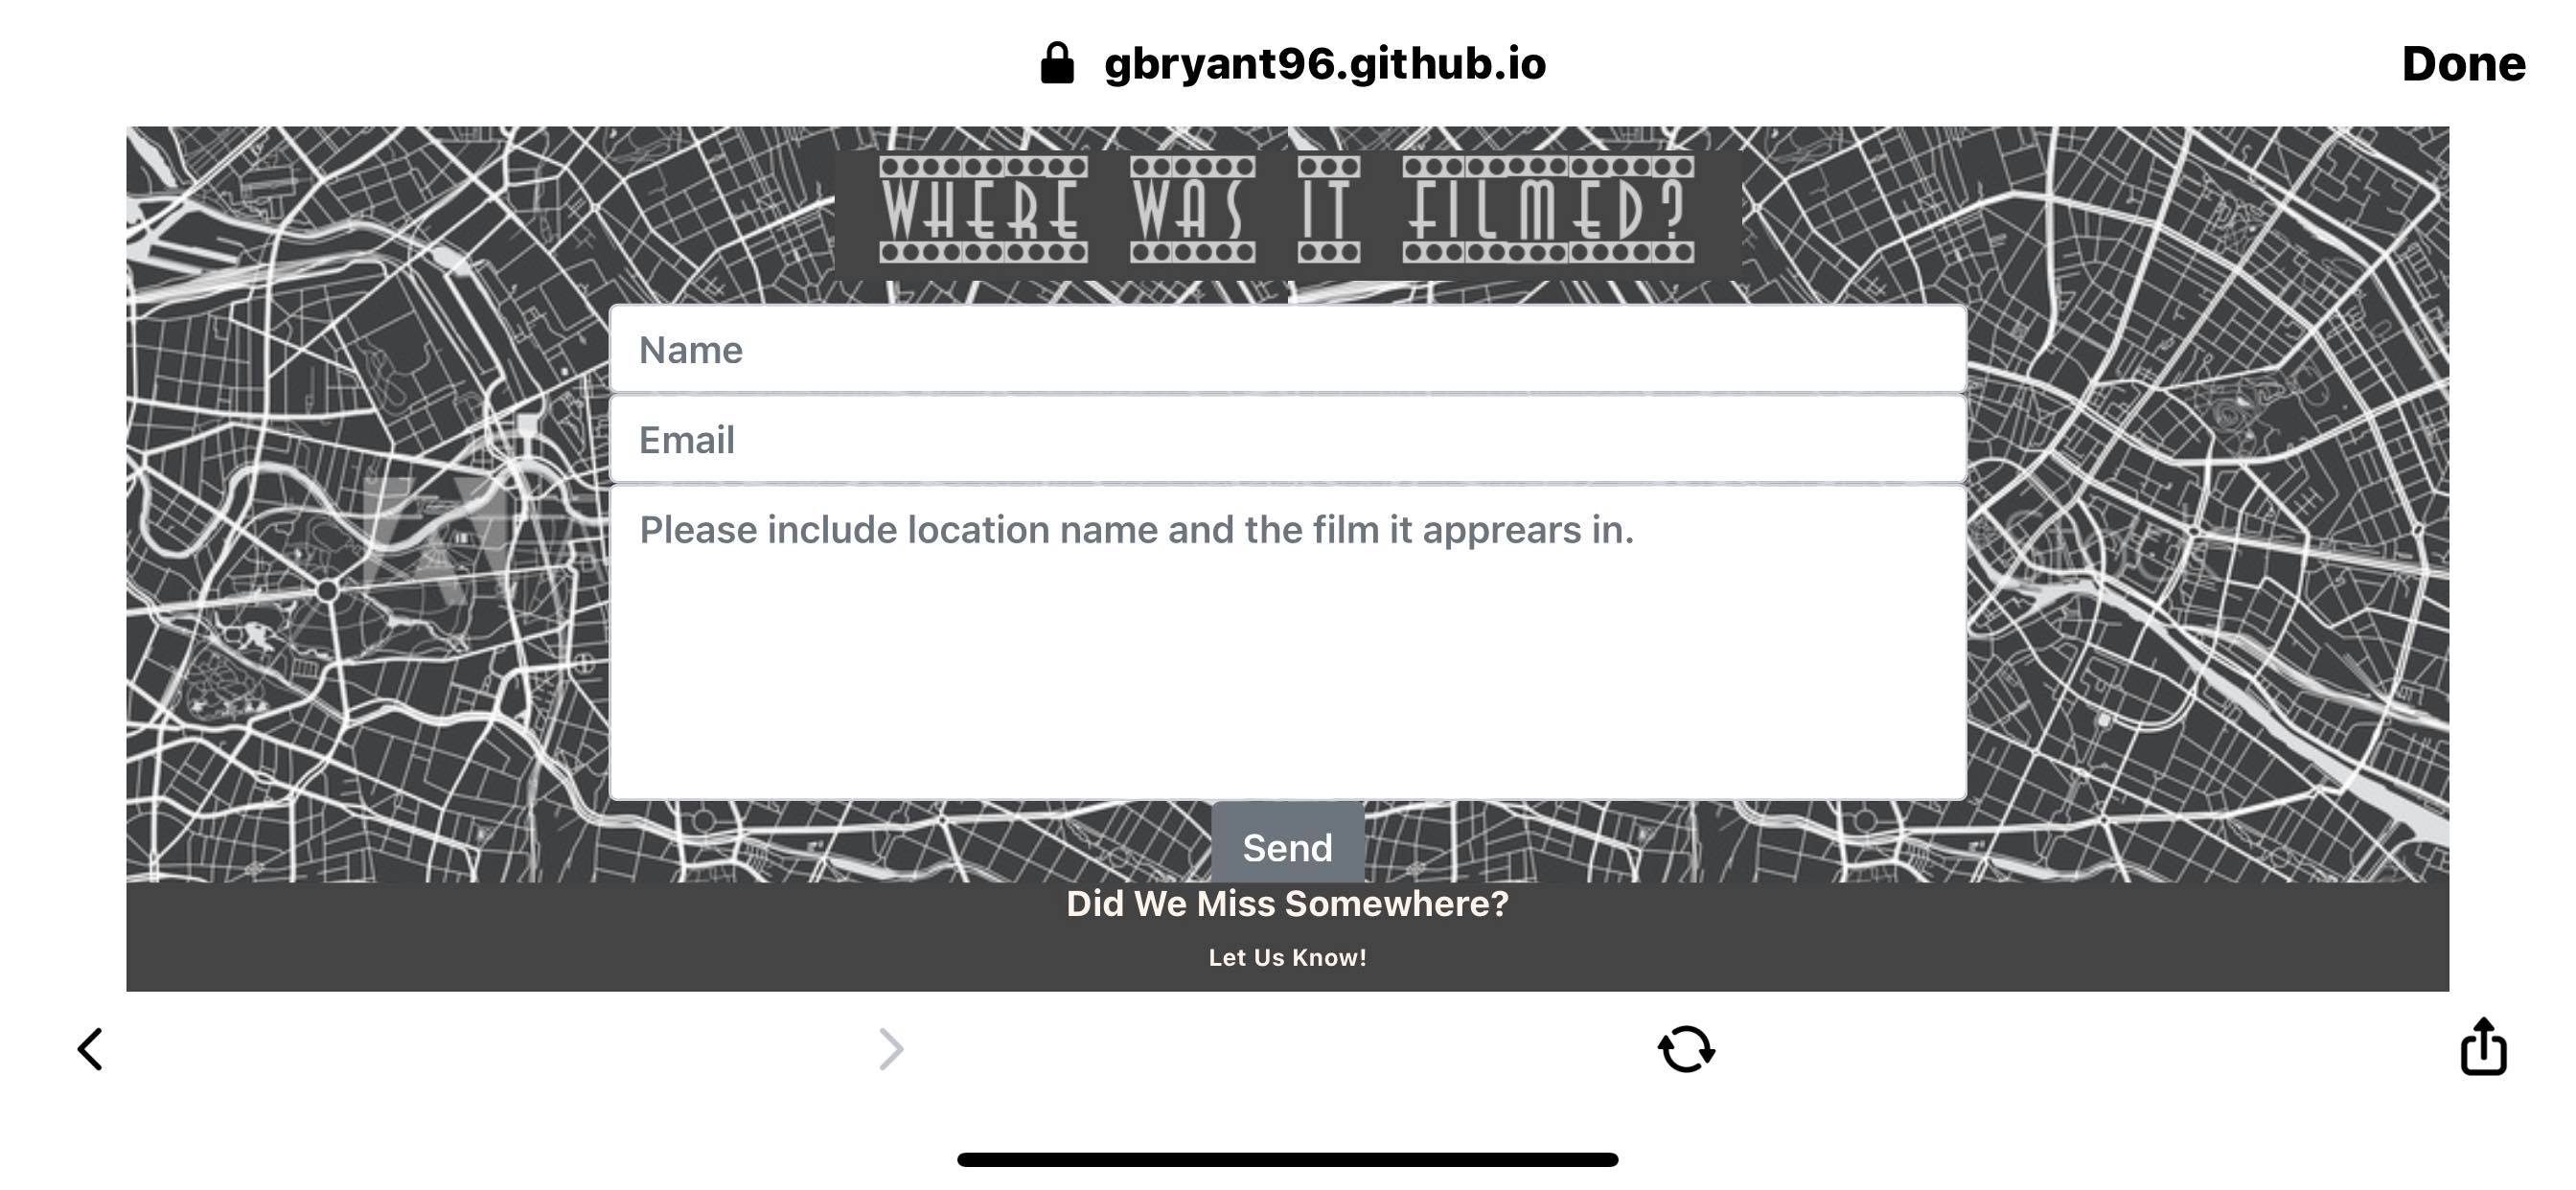 gbryant96.github.io
Done
WHERE WAS IT FILMED?
Name
Email
Please include location name and the film it apprears in.
Send
Did We Miss Somewhere?
Let Us Know!